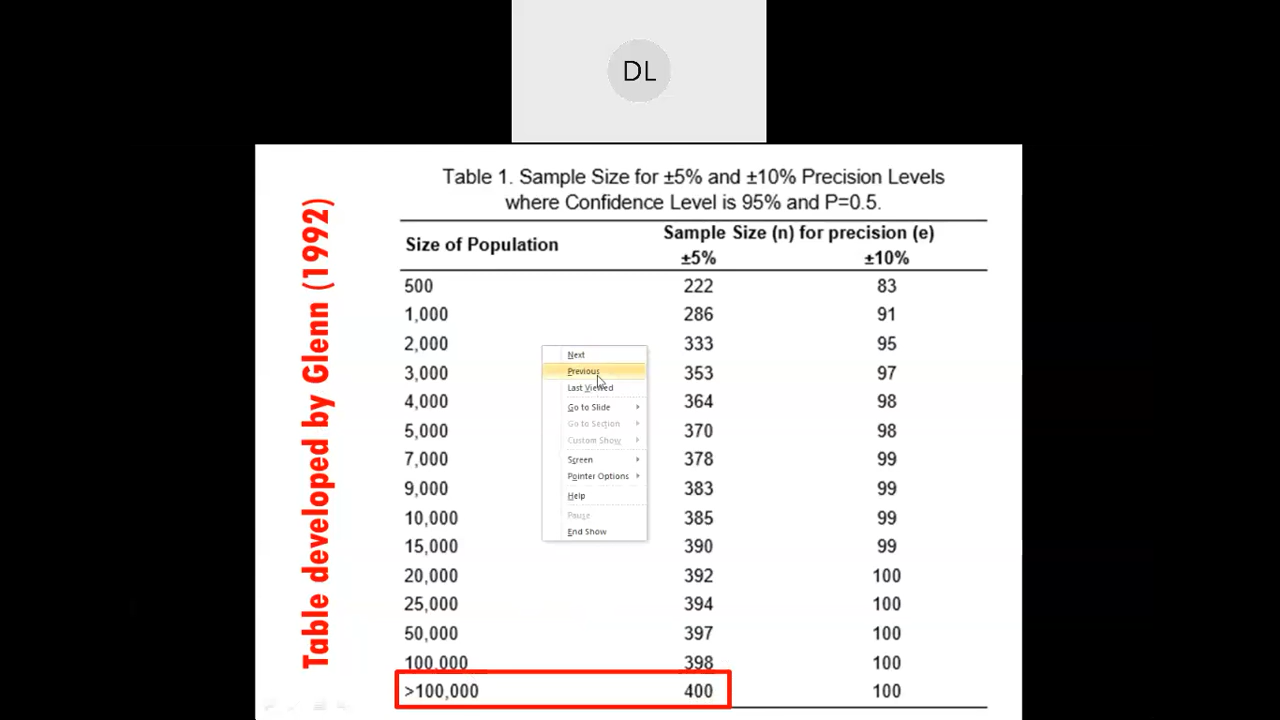 DL
Table developed by Glenn (1992)
Table 1. Sample Size for ±5% and ±10% Precision Levels
where Confidence Level is 95% and P=0.5.
Size of Population
Sample Size (n) for precision (e)
±5% ±10%
500 222 83
1,000 286 91
2,000 333 95
3,000 353 97
4,000 364 98
5,000 370 98
7,000 378 99
9,000 383 99
10,000 385 99
15,000 390 99
20,000 392 100
25,000 394 100
50,000 397 100
100,000 398 100
>100,000 400 100
Next
Previous
Last Viewed
Go to Slide
Go to Section
Custom Show
Screen
Pointer Options
Help
Pause
End Show